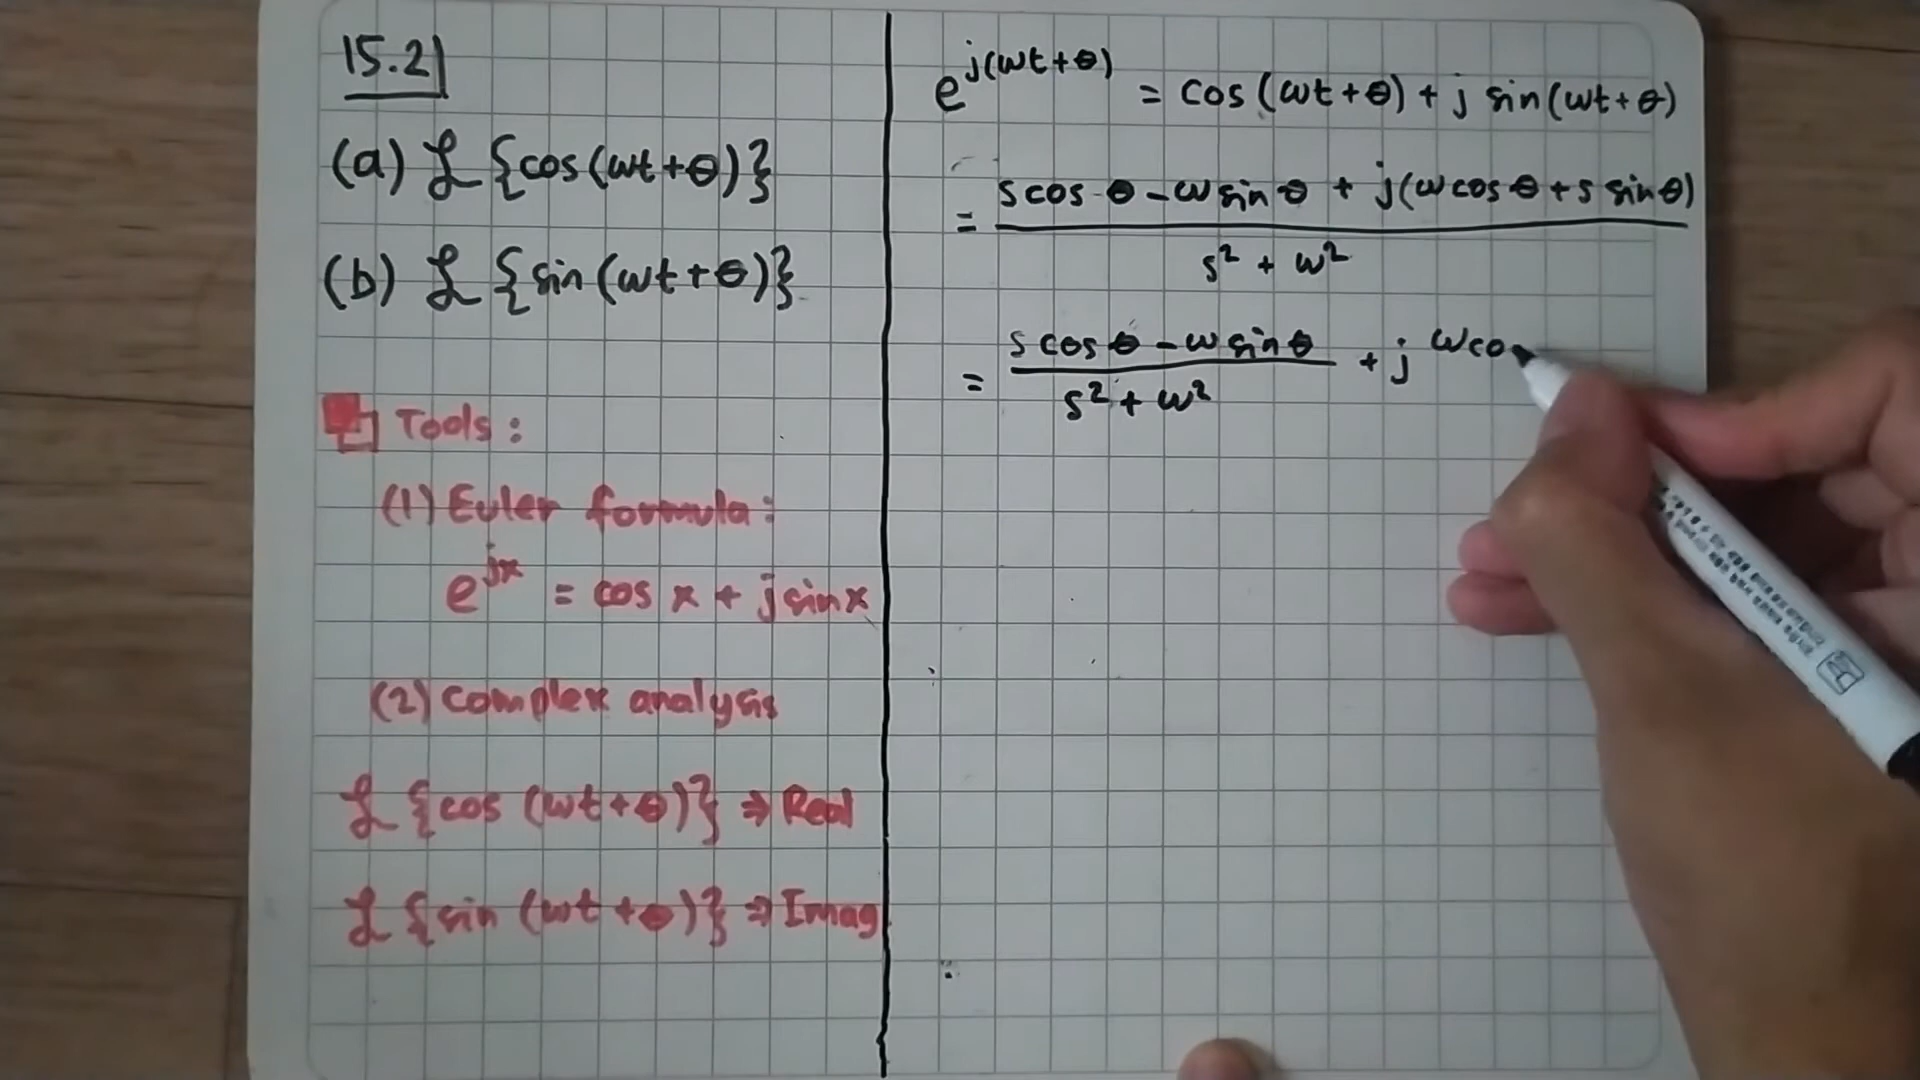 15.2
(a) ℒ {cos(ωt+θ)}
(b) ℒ {sin(ωt+θ)}
Tools:
(1) Euler formula:
e^jx = cos x + j sin x
(2) Complex analysis
ℒ {cos (ωt+θ)} ⇒ Real
ℒ {sin (ωt+θ)} ⇒ Imag
e^j(ωt+θ) = cos (ωt+θ) + j sin(ωt+θ)
= s cos θ - ω sin θ + j(ω cos θ + s sin θ)
s² + ω²
= s cos θ - ω sin θ + j ω co
s² + ω²